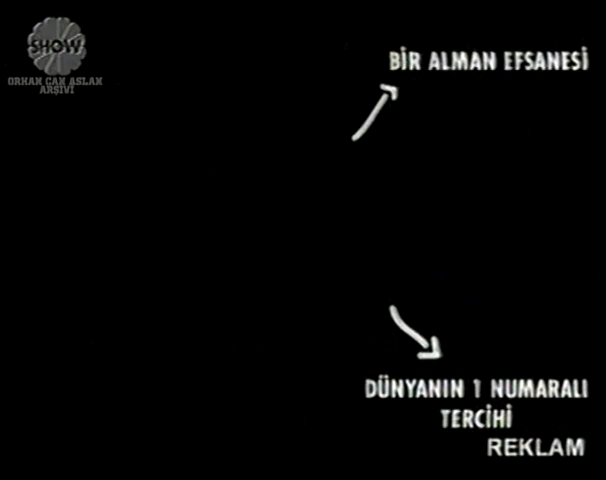 SHOW
ORHAN CAN ASLAN
ARŞİVİ
BİR ALMAN EFSANESİ
DÜNYANIN 1 NUMARALI
TERCİHİ
REKLAM